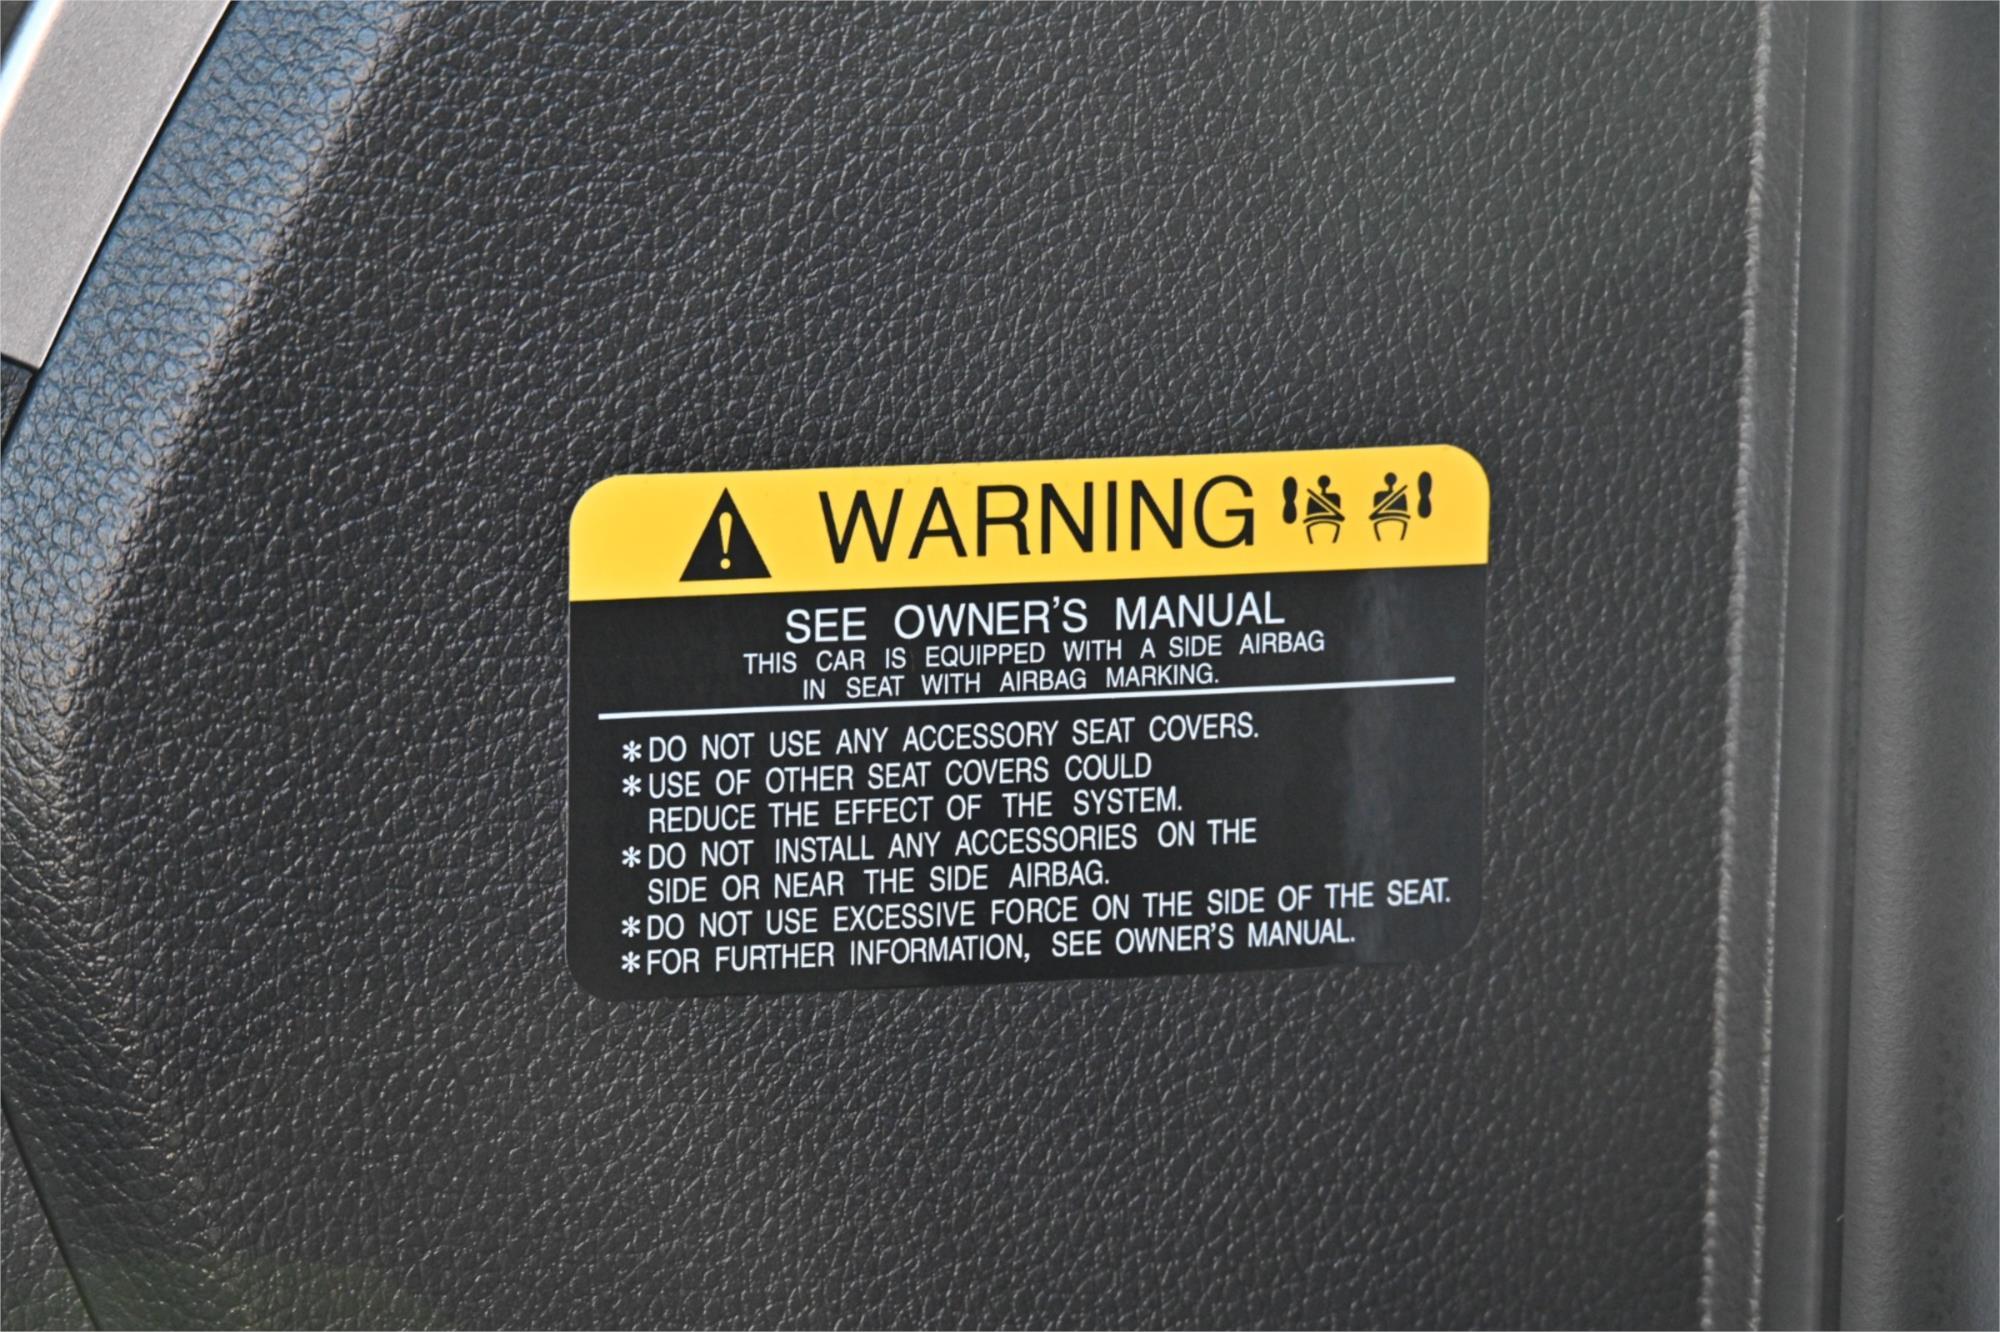 WARNING
SEE OWNER'S MANUAL
THIS CAR IS EQUIPPED WITH A SIDE AIRBAG
IN SEAT WITH AIRBAG MARKING.
*DO NOT USE ANY ACCESSORY SEAT COVERS.
*USE OF OTHER SEAT COVERS COULD
REDUCE THE EFFECT OF THE SYSTEM.
*DO NOT INSTALL ANY ACCESSORIES ON THE
SIDE OR NEAR THE SIDE AIRBAG.
*DO NOT USE EXCESSIVE FORCE ON THE SIDE OF THE SEAT.
*FOR FURTHER INFORMATION, SEE OWNER'S MANUAL.